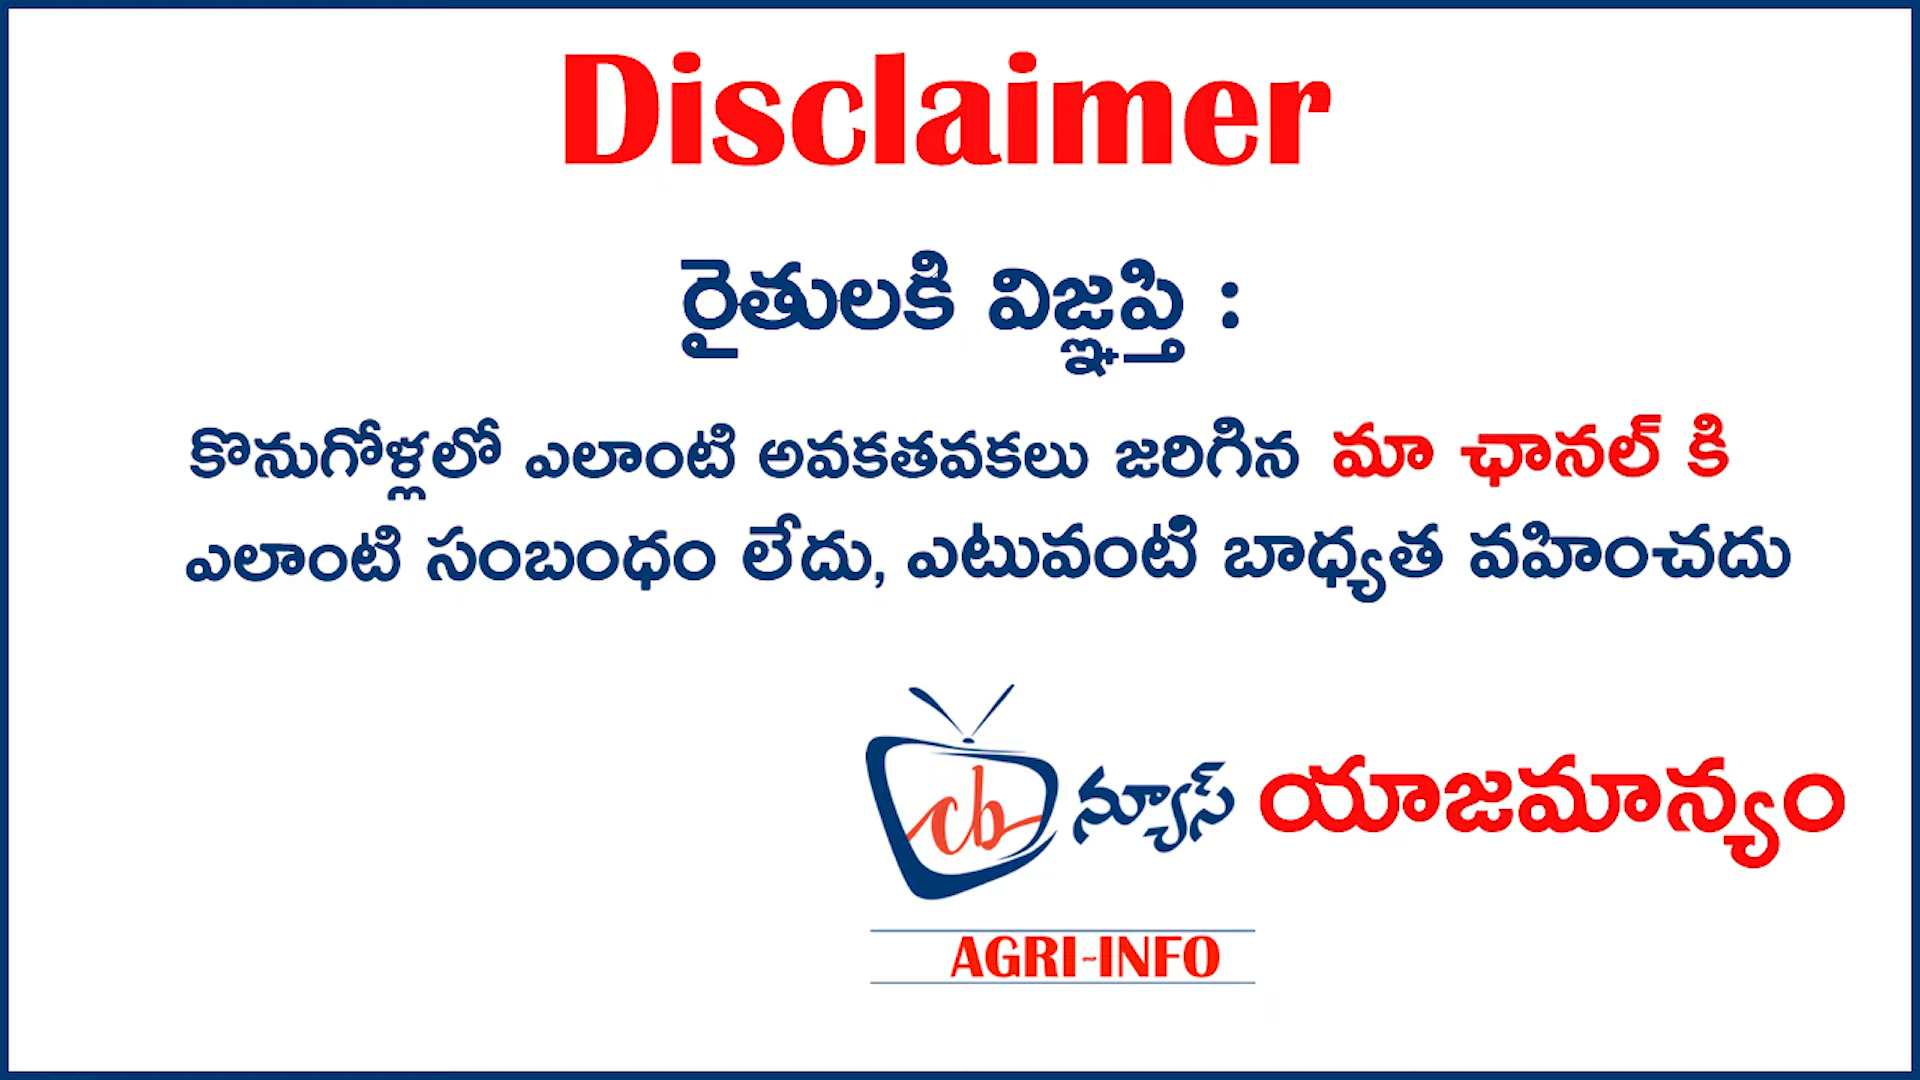 Disclaimer
రైతులకి విజ్ఞప్తి :
కొనుగోళ్లలో ఎలాంటి అవకతవకలు జరిగిన మా ఛానల్ కి
ఎలాంటి సంబంధం లేదు, ఎటువంటి బాధ్యత వహించదు
cb న్యూస్ యాజమాన్యం
AGRI-INFO